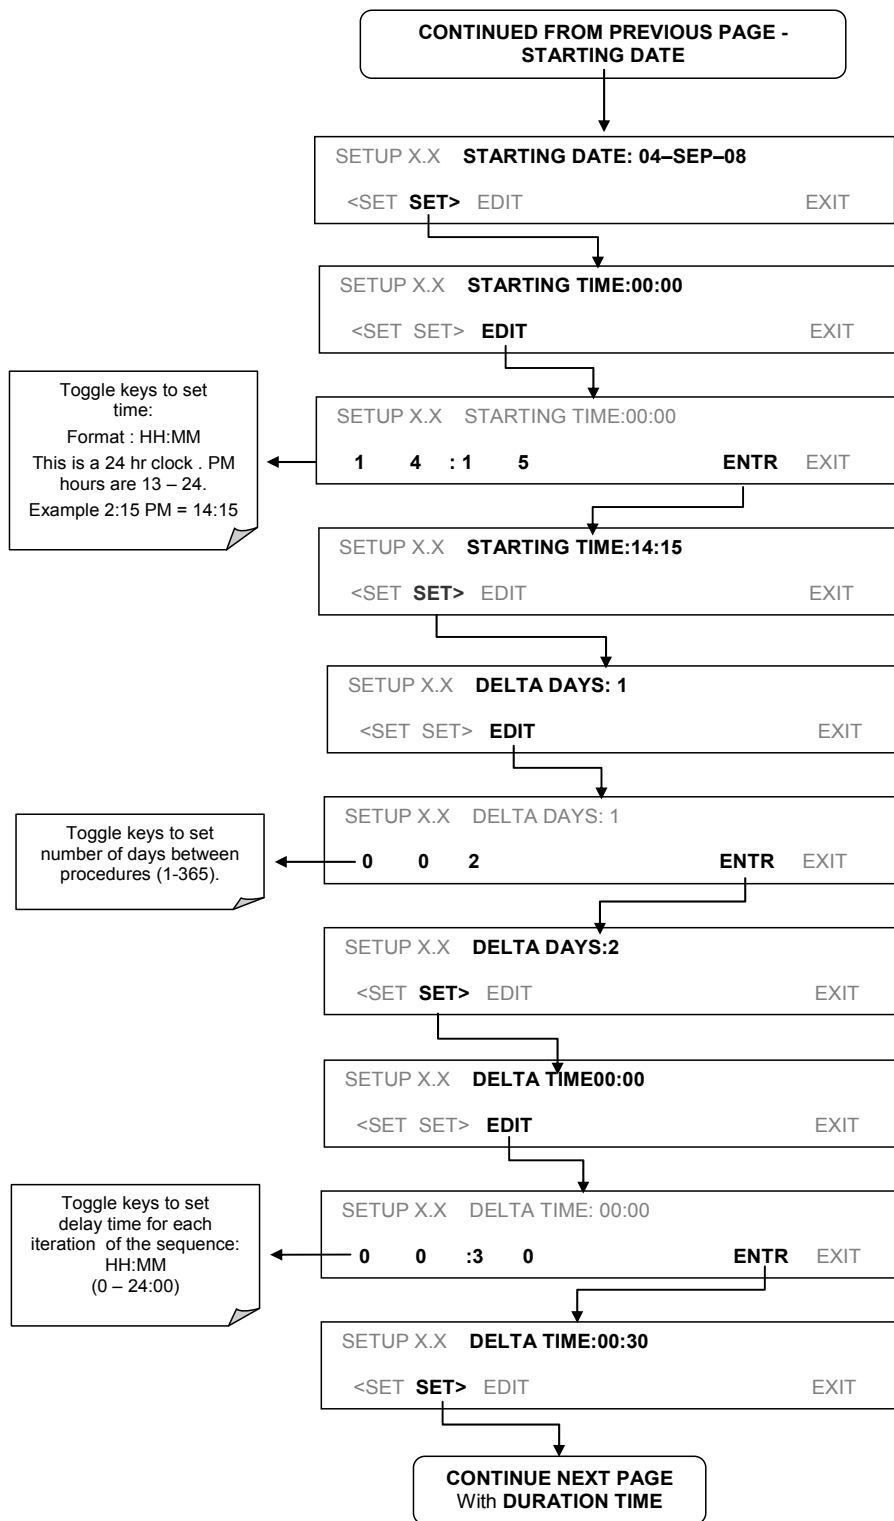 CONTINUED FROM PREVIOUS PAGE -
STARTING DATE
SETUP X.X STARTING DATE: 04–SEP–08
<SET SET> EDIT EXIT
SETUP X.X STARTING TIME:00:00
<SET SET> EDIT EXIT
Toggle keys to set
time:
Format : HH:MM
This is a 24 hr clock . PM
hours are 13 – 24.
Example 2:15 PM = 14:15
SETUP X.X STARTING TIME:00:00
1 4 : 1 5 ENTR EXIT
SETUP X.X STARTING TIME:14:15
<SET SET> EDIT EXIT
SETUP X.X DELTA DAYS: 1
<SET SET> EDIT EXIT
Toggle keys to set
number of days between
procedures (1-365).
SETUP X.X DELTA DAYS: 1
0 0 2 ENTR EXIT
SETUP X.X DELTA DAYS:2
<SET SET> EDIT EXIT
SETUP X.X DELTA TIME00:00
<SET SET> EDIT EXIT
Toggle keys to set
delay time for each
iteration of the sequence:
HH:MM
(0 – 24:00)
SETUP X.X DELTA TIME: 00:00
0 0 :3 0 ENTR EXIT
SETUP X.X DELTA TIME:00:30
<SET SET> EDIT EXIT
CONTINUE NEXT PAGE
With DURATION TIME